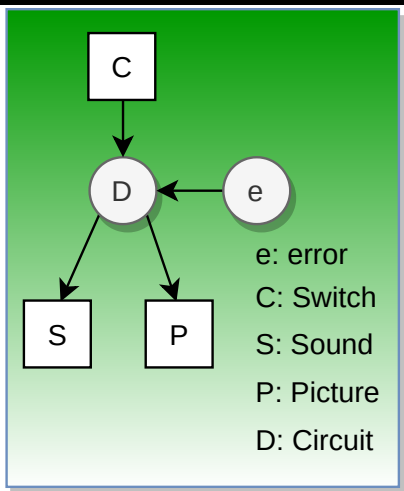 C
D
e
S
P
e: error
C: Switch
S: Sound
P: Picture
D: Circuit